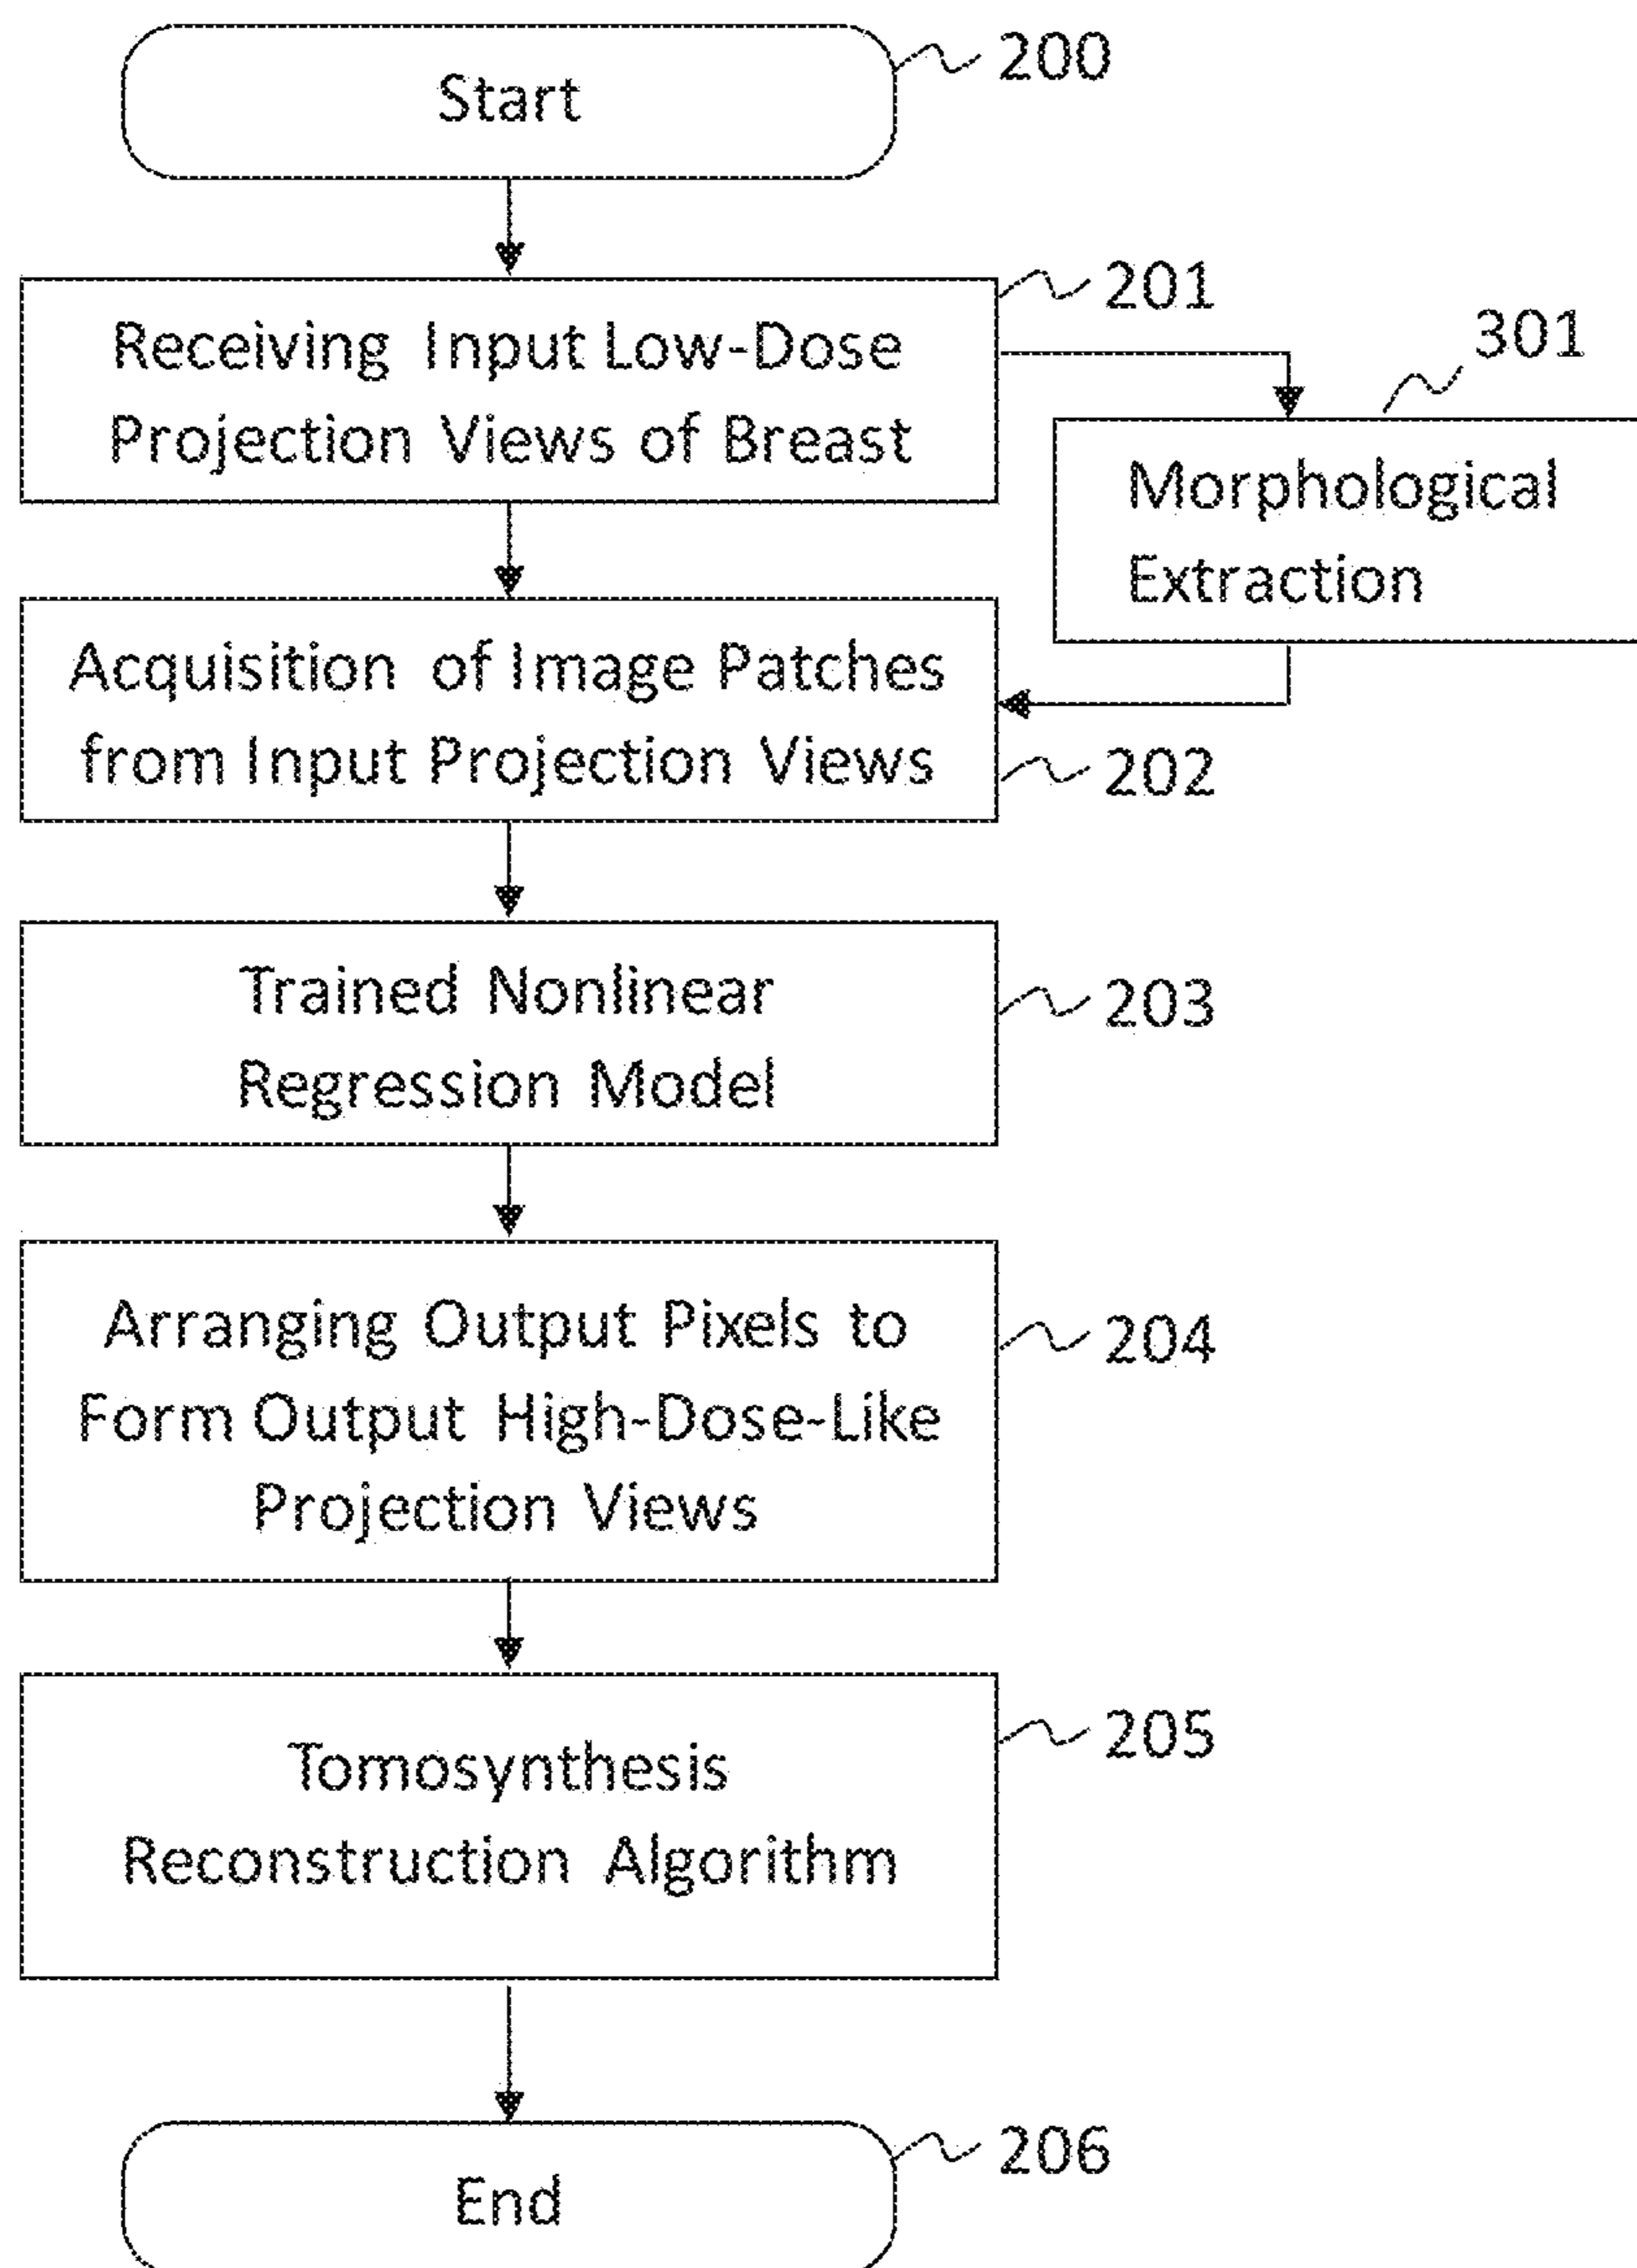 Start
200
Receiving Input Low-Dose
Projection Views of Breast
201
301
Morphological
Extraction
Acquisition of Image Patches
from Input Projection Views
202
Trained Nonlinear
Regression Model
203
Arranging Output Pixels to
Form Output High-Dose-Like
Projection Views
204
Tomosynthesis
Reconstruction Algorithm
205
End
206